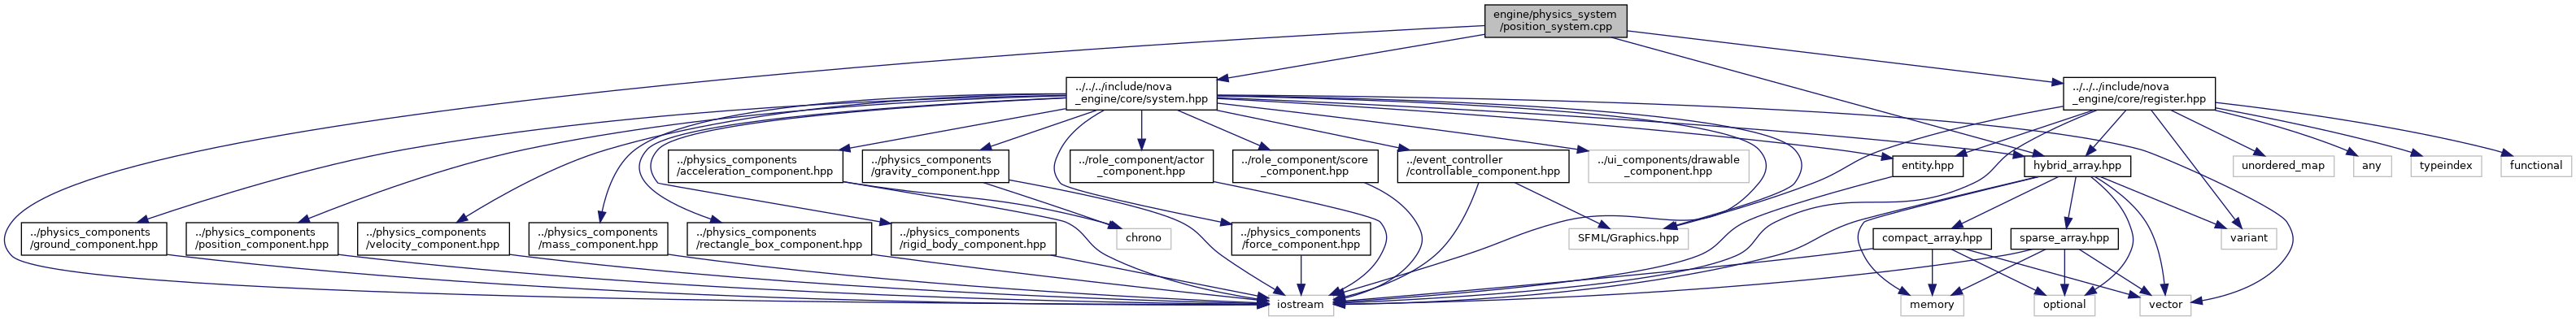 engine/physics_system
/position_system.cpp
../../../include/nova
_engine/core/system.hpp
../../../include/nova
_engine/core/register.hpp
../physics_components
/acceleration_component.hpp
../physics_components
/gravity_component.hpp
../role_component/actor
_component.hpp
../role_component/score
_component.hpp
../event_controller
/controllable_component.hpp
../ui_components/drawable
_component.hpp
entity.hpp
hybrid_array.hpp
unordered_map
any
typeindex
functional
../physics_components
/ground_component.hpp
../physics_components
/position_component.hpp
../physics_components
/velocity_component.hpp
../physics_components
/mass_component.hpp
../physics_components
/rectangle_box_component.hpp
../physics_components
/rigid_body_component.hpp
chrono
../physics_components
/force_component.hpp
SFML/Graphics.hpp
compact_array.hpp
sparse_array.hpp
variant
iostream
memory
optional
vector